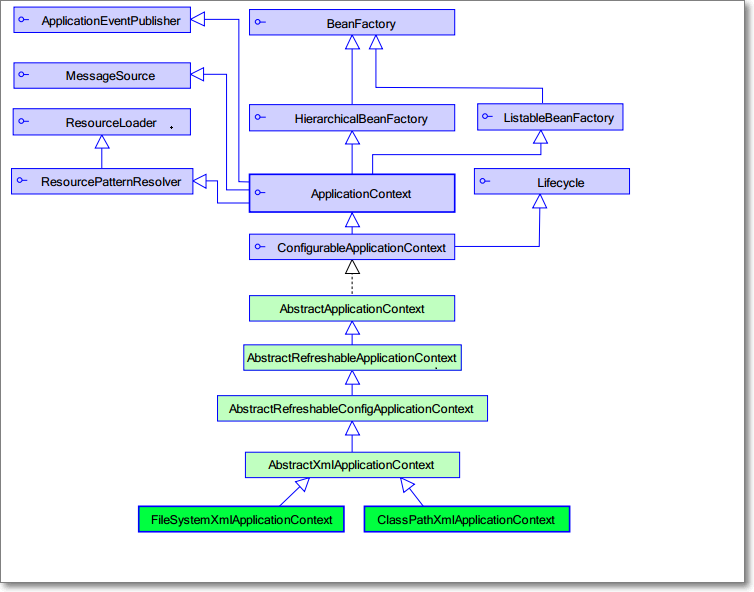 ApplicationEventPublisher
BeanFactory
MessageSource
ResourceLoader
HierarchicalBeanFactory
ListableBeanFactory
ResourcePatternResolver
ApplicationContext
Lifecycle
ConfigurableApplicationContext
AbstractApplicationContext
AbstractRefreshableApplicationContext
AbstractRefreshableConfigApplicationContext
AbstractXmlApplicationContext
FileSystemXmlApplicationContext
ClassPathXmlApplicationContext